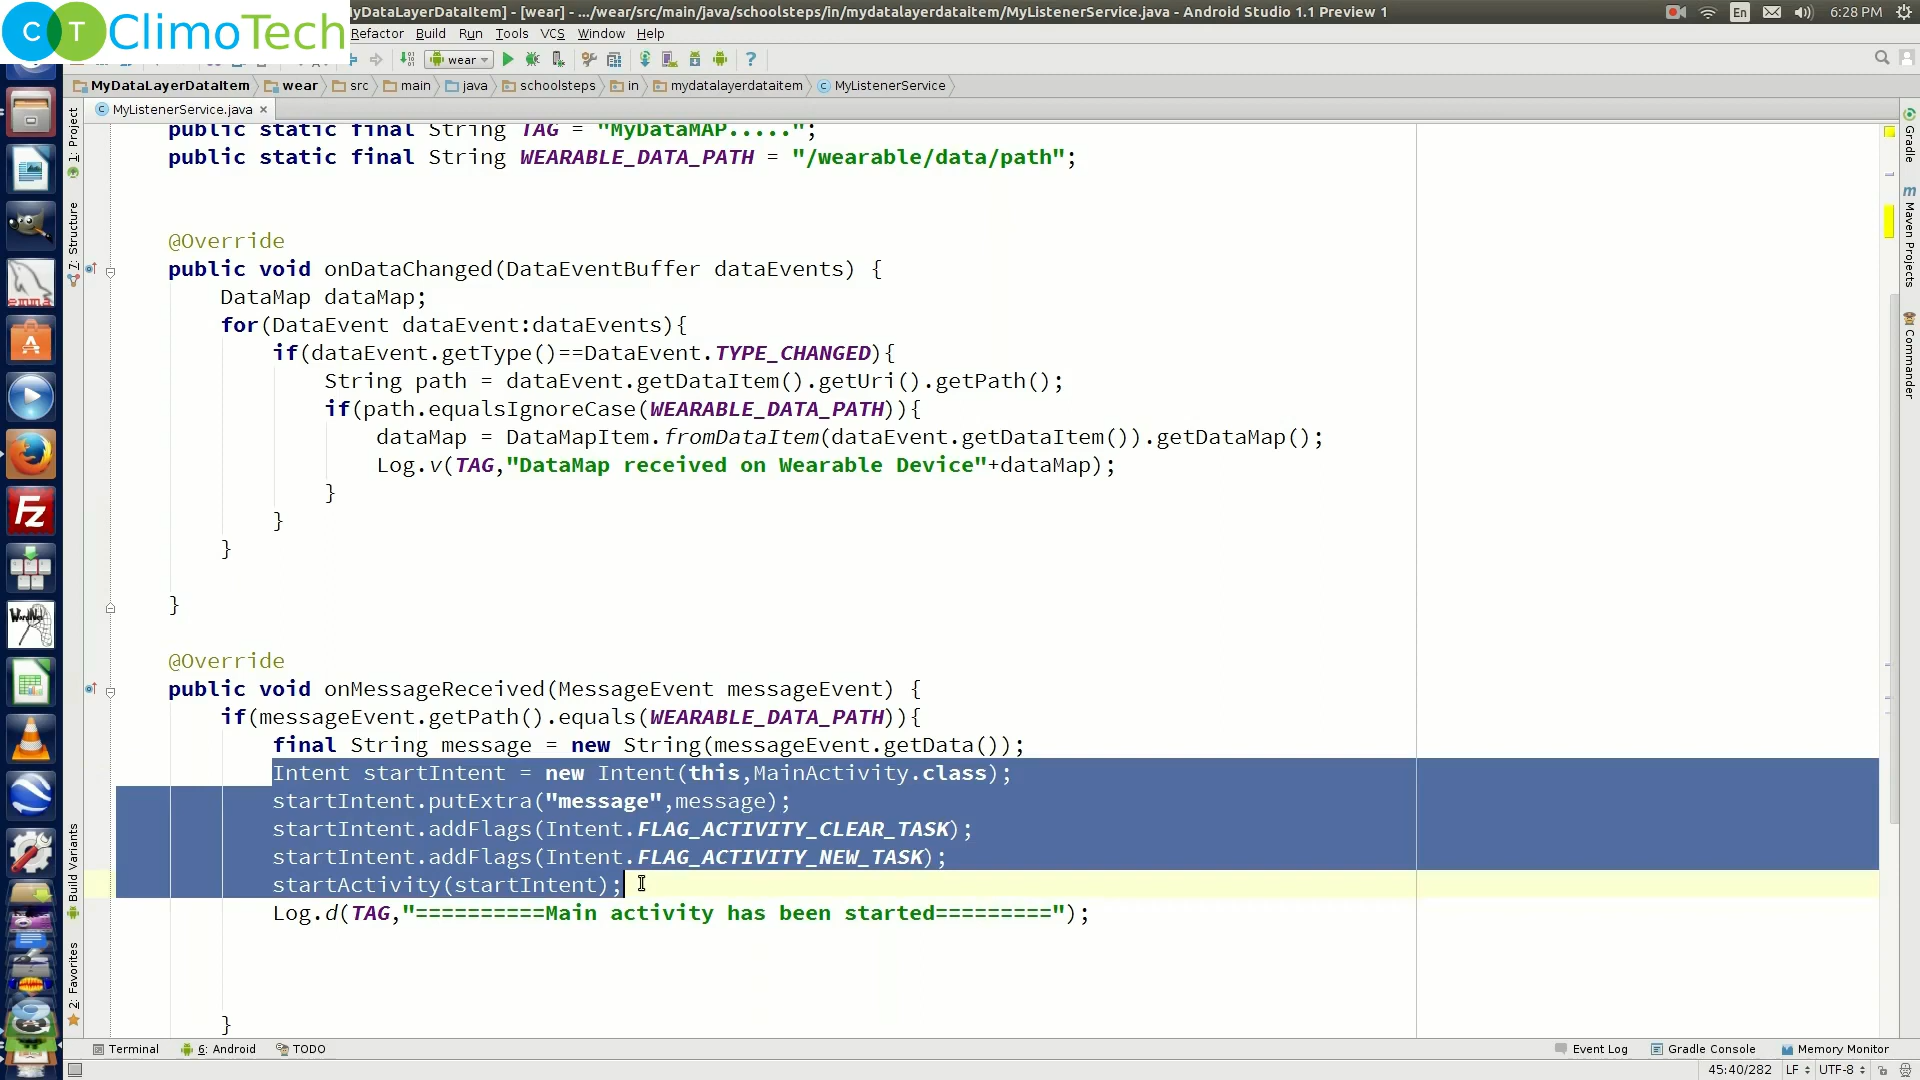 CT ClimoTech
MyDataLayerDataItem] - [wear] - .../wear/src/main/java/schoolsteps/in/mydatalayerdataitem/MyListenerService.java - Android Studio 1.1 Preview 1
En
6:28 PM
Refactor Build Run Tools VCS Window Help
wear
?
MyDataLayerDataItem wear src main java schoolsteps in mydatalayerdataitem MyListenerService
MyListenerService.java
public static final String TAG = "MyDataMAP.....";
public static final String WEARABLE_DATA_PATH = "/wearable/data/path";
@Override
public void onDataChanged(DataEventBuffer dataEvents) {
DataMap dataMap;
for(DataEvent dataEvent:dataEvents){
if(dataEvent.getType()==DataEvent.TYPE_CHANGED){
String path = dataEvent.getDataItem().getUri().getPath();
if(path.equalsIgnoreCase(WEARABLE_DATA_PATH)){
dataMap = DataMapItem.fromDataItem(dataEvent.getDataItem()).getDataMap();
Log.v(TAG,"DataMap received on Wearable Device"+dataMap);
}
}
}
}
@Override
public void onMessageReceived(MessageEvent messageEvent) {
if(messageEvent.getPath().equals(WEARABLE_DATA_PATH)){
final String message = new String(messageEvent.getData());
Intent startIntent = new Intent(this,MainActivity.class);
startIntent.putExtra("message",message);
startIntent.addFlags(Intent.FLAG_ACTIVITY_CLEAR_TASK);
startIntent.addFlags(Intent.FLAG_ACTIVITY_NEW_TASK);
startActivity(startIntent);
Log.d(TAG,"==========Main activity has been started=========");
}
1: Project
7: Structure
Build Variants
2: Favorites
Gradle
m Maven Projects
Commander
emma
Fz
Terminal 6: Android TODO
Event Log Gradle Console Memory Monitor
45:40/282 LF UTF-8